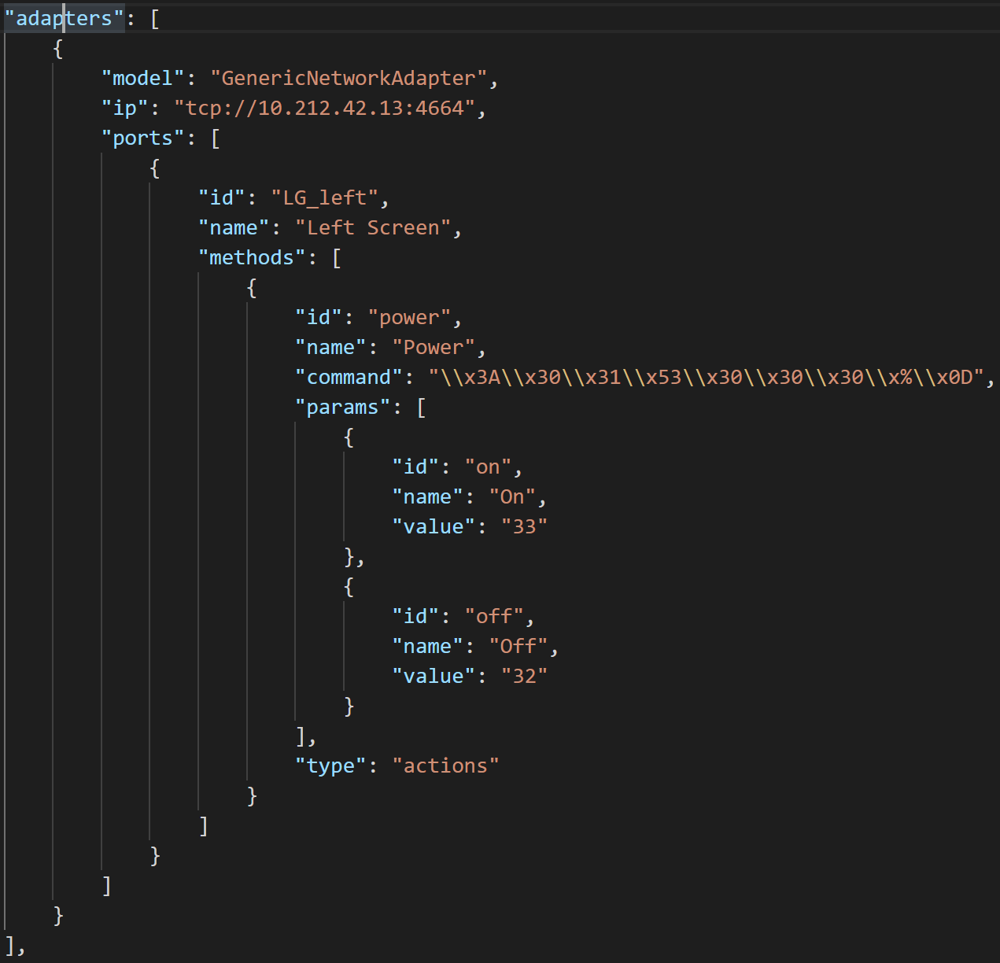 "adapters": [
    {
        "model": "GenericNetworkAdapter",
        "ip": "tcp://10.212.42.13:4664",
        "ports": [
            {
                "id": "LG_left",
                "name": "Left Screen",
                "methods": [
                    {
                        "id": "power",
                        "name": "Power",
                        "command": "\\x3A\\x30\\x31\\x53\\x30\\x30\\x30\\x%\\x0D",
                        "params": [
                            {
                                "id": "on",
                                "name": "On",
                                "value": "33"
                            },
                            {
                                "id": "off",
                                "name": "Off",
                                "value": "32"
                            }
                        ],
                        "type": "actions"
                    }
                ]
            }
        ]
    }
],